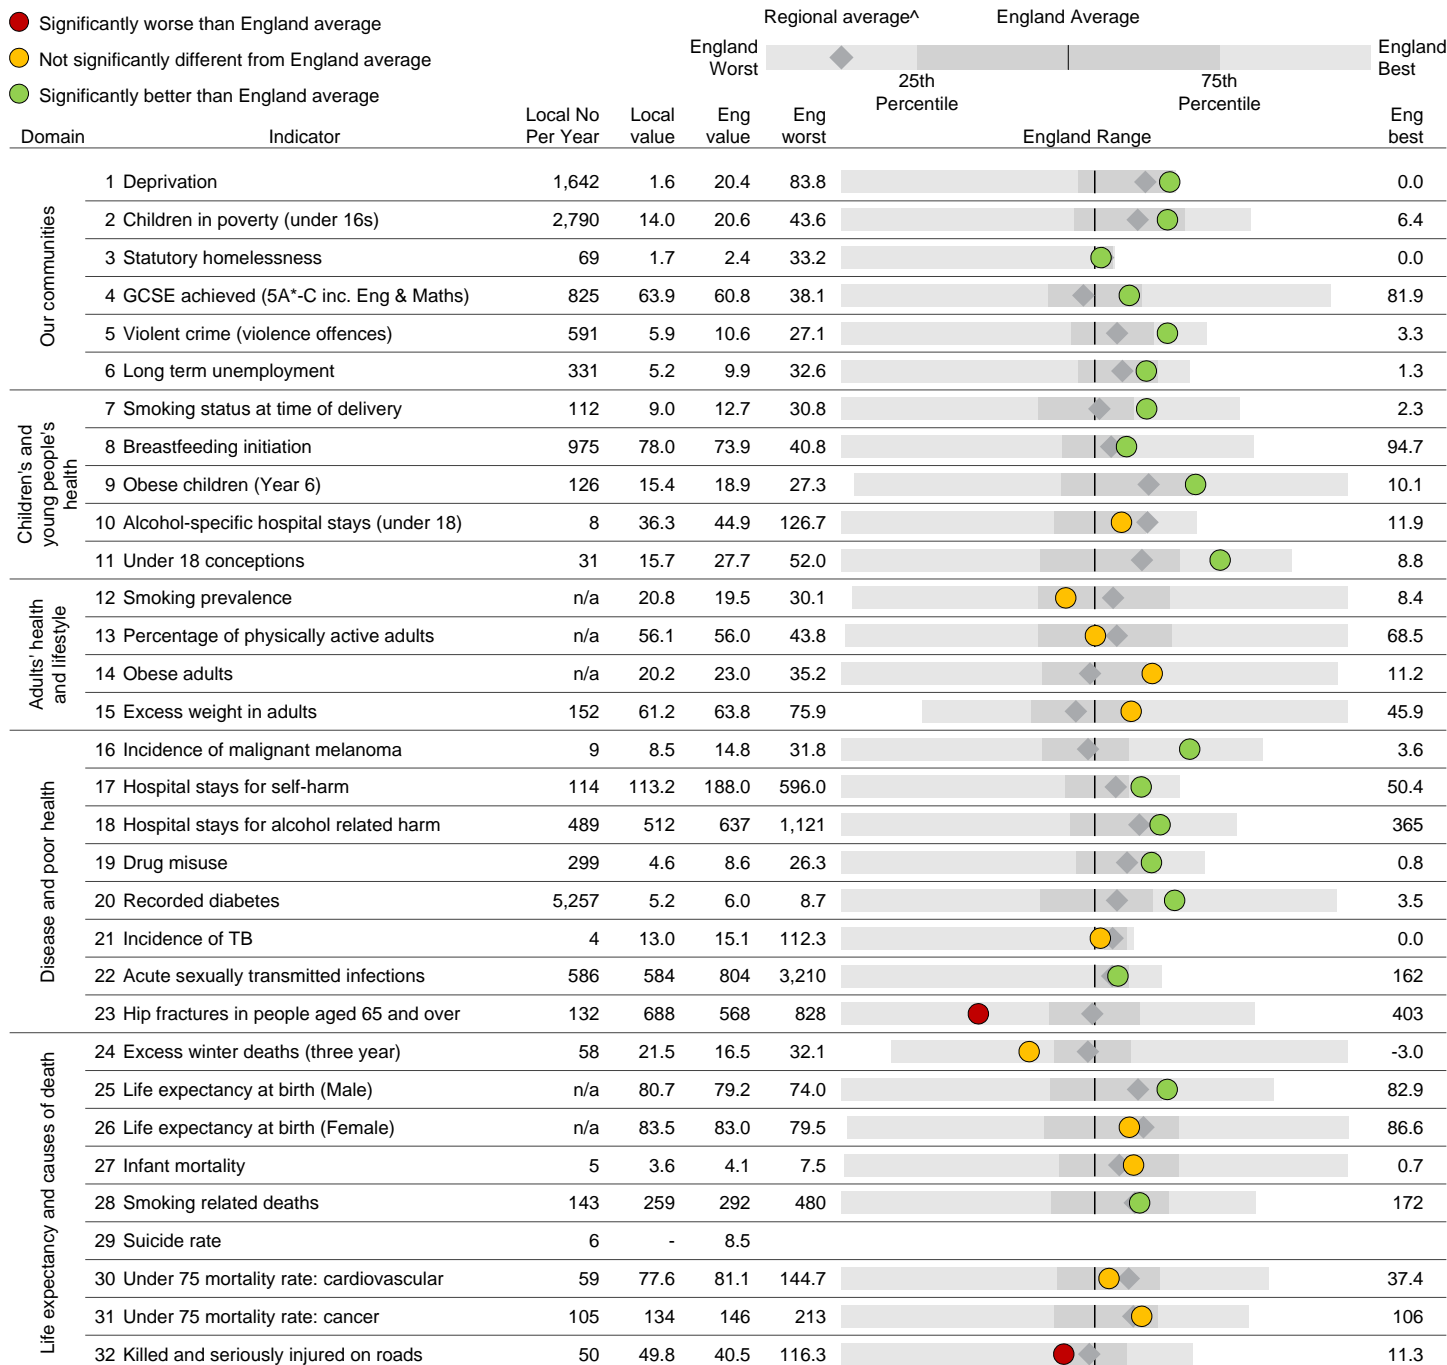 Significantly worse than England average
Not significantly different from England average
Significantly better than England average
Regional average^ England Average
England Worst
England Best
25th Percentile
75th Percentile
Domain Indicator Local No Per Year Local value Eng value Eng worst England Range Eng best
Our communities
1 Deprivation 1,642 1.6 20.4 83.8 0.0
2 Children in poverty (under 16s) 2,790 14.0 20.6 43.6 6.4
3 Statutory homelessness 69 1.7 2.4 33.2 0.0
4 GCSE achieved (5A*-C inc. Eng & Maths) 825 63.9 60.8 38.1 81.9
5 Violent crime (violence offences) 591 5.9 10.6 27.1 3.3
6 Long term unemployment 331 5.2 9.9 32.6 1.3
Children's and young people's health
7 Smoking status at time of delivery 112 9.0 12.7 30.8 2.3
8 Breastfeeding initiation 975 78.0 73.9 40.8 94.7
9 Obese children (Year 6) 126 15.4 18.9 27.3 10.1
10 Alcohol-specific hospital stays (under 18) 8 36.3 44.9 126.7 11.9
11 Under 18 conceptions 31 15.7 27.7 52.0 8.8
Adults' health and lifestyle
12 Smoking prevalence n/a 20.8 19.5 30.1 8.4
13 Percentage of physically active adults n/a 56.1 56.0 43.8 68.5
14 Obese adults n/a 20.2 23.0 35.2 11.2
15 Excess weight in adults 152 61.2 63.8 75.9 45.9
Disease and poor health
16 Incidence of malignant melanoma 9 8.5 14.8 31.8 3.6
17 Hospital stays for self-harm 114 113.2 188.0 596.0 50.4
18 Hospital stays for alcohol related harm 489 512 637 1,121 365
19 Drug misuse 299 4.6 8.6 26.3 0.8
20 Recorded diabetes 5,257 5.2 6.0 8.7 3.5
21 Incidence of TB 4 13.0 15.1 112.3 0.0
22 Acute sexually transmitted infections 586 584 804 3,210 162
23 Hip fractures in people aged 65 and over 132 688 568 828 403
Life expectancy and causes of death
24 Excess winter deaths (three year) 58 21.5 16.5 32.1 -3.0
25 Life expectancy at birth (Male) n/a 80.7 79.2 74.0 82.9
26 Life expectancy at birth (Female) n/a 83.5 83.0 79.5 86.6
27 Infant mortality 5 3.6 4.1 7.5 0.7
28 Smoking related deaths 143 259 292 480 172
29 Suicide rate 6 - 8.5
30 Under 75 mortality rate: cardiovascular 59 77.6 81.1 144.7 37.4
31 Under 75 mortality rate: cancer 105 134 146 213 106
32 Killed and seriously injured on roads 50 49.8 40.5 116.3 11.3